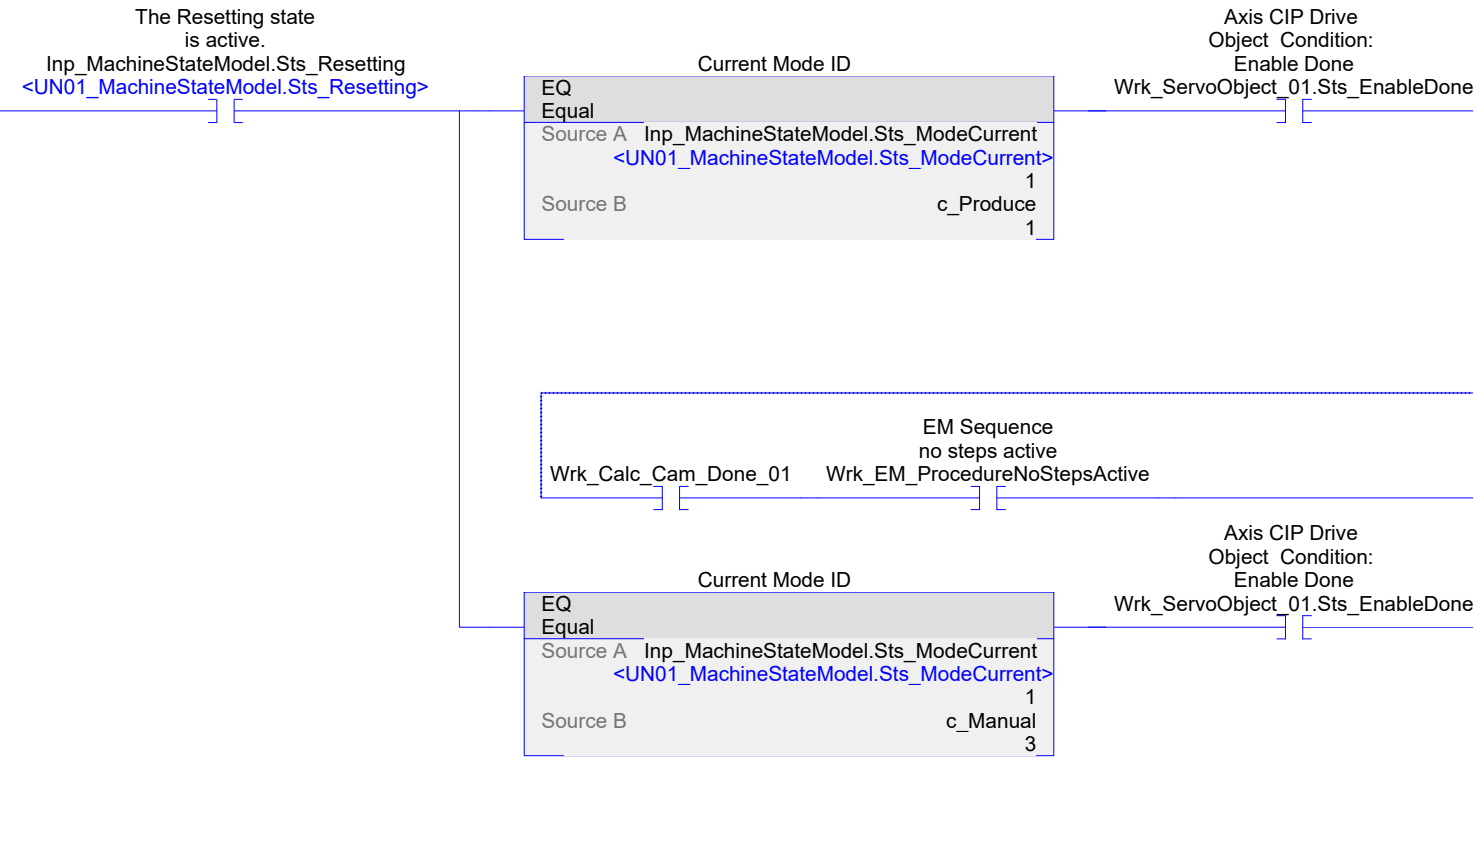 The Resetting state
is active.
Inp_MachineStateModel.Sts_Resetting
<UN01_MachineStateModel.Sts_Resetting>
Current Mode ID
EQ
Equal
Source A Inp_MachineStateModel.Sts_ModeCurrent
<UN01_MachineStateModel.Sts_ModeCurrent>
1
Source B c_Produce
1
Axis CIP Drive
Object  Condition:
Enable Done
Wrk_ServoObject_01.Sts_EnableDone
Wrk_Calc_Cam_Done_01
EM Sequence
no steps active
Wrk_EM_ProcedureNoStepsActive
Current Mode ID
EQ
Equal
Source A Inp_MachineStateModel.Sts_ModeCurrent
<UN01_MachineStateModel.Sts_ModeCurrent>
1
Source B c_Manual
3
Axis CIP Drive
Object  Condition:
Enable Done
Wrk_ServoObject_01.Sts_EnableDone